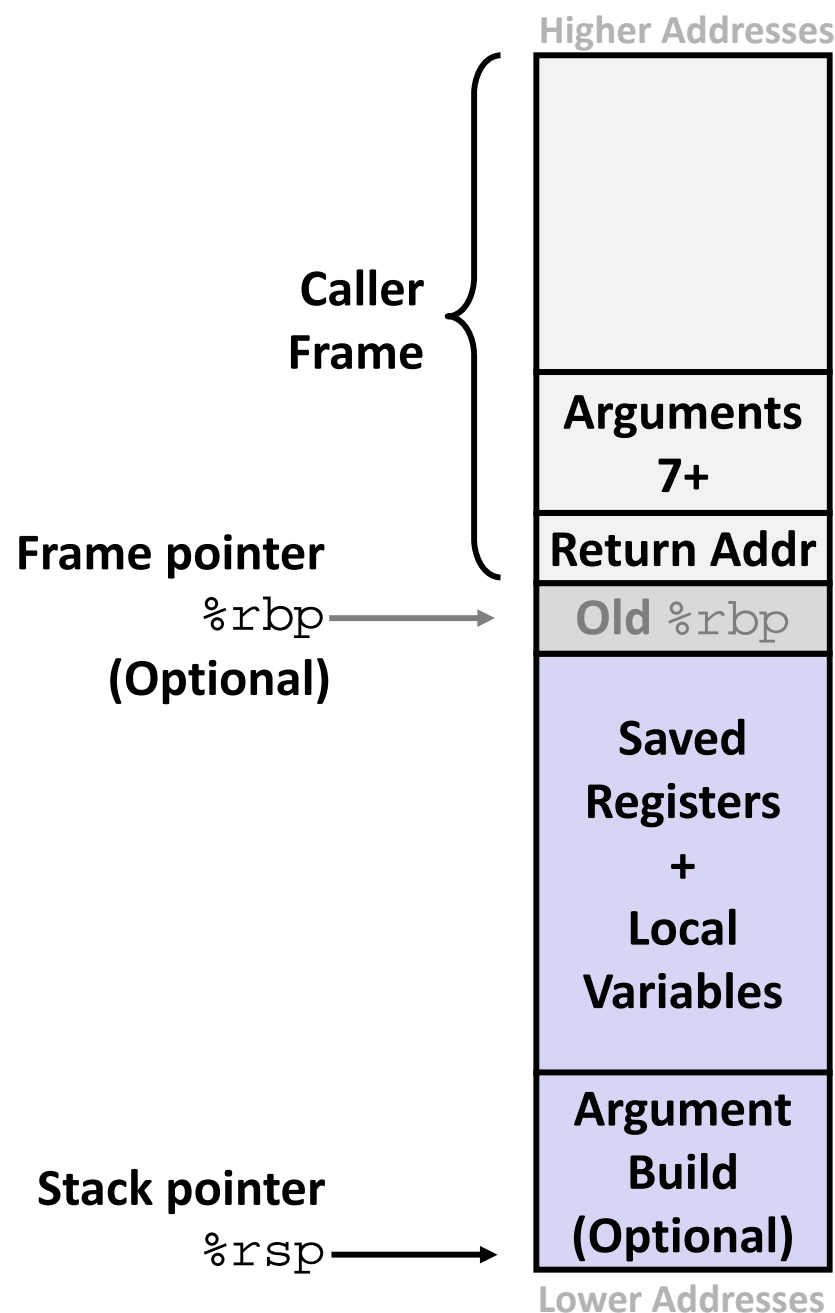 Higher Addresses
Caller
Frame
Arguments
7+
Return Addr
Frame pointer
%rbp
(Optional)
Old %rbp
Saved
Registers
+
Local
Variables
Argument
Build
(Optional)
Stack pointer
%rsp
Lower Addresses